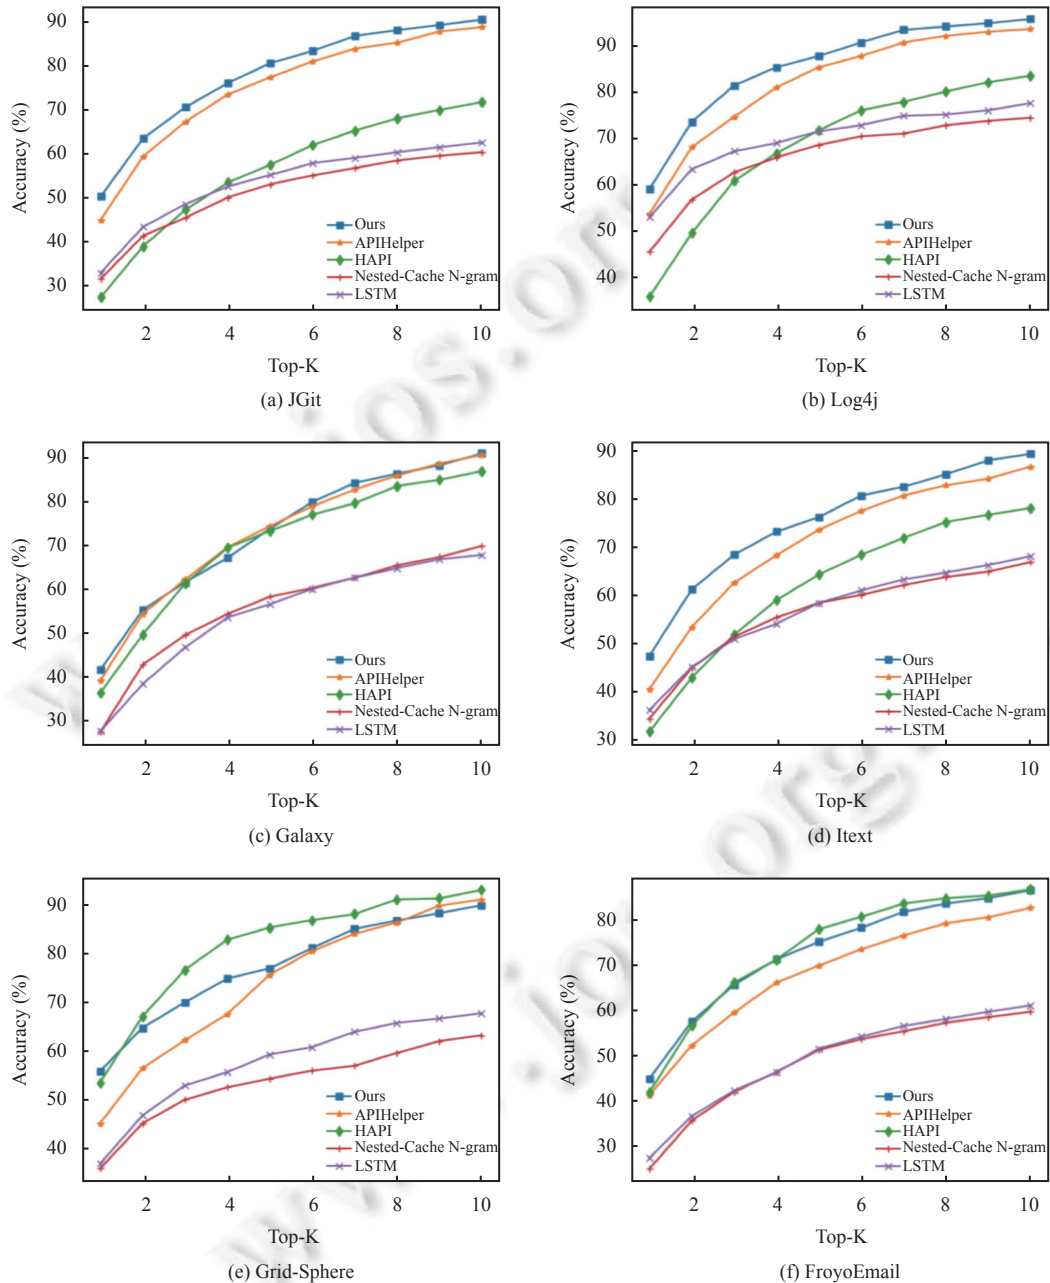 90
80
70
60
50
40
30
Accuracy (%)
Ours
APIHelper
HAPI
Nested-Cache N-gram
LSTM
2 4 6 8 10
Top-K
(a) JGit
90
80
70
60
50
40
Accuracy (%)
Ours
APIHelper
HAPI
Nested-Cache N-gram
LSTM
2 4 6 8 10
Top-K
(b) Log4j
90
80
70
60
50
40
30
Accuracy (%)
Ours
APIHelper
HAPI
Nested-Cache N-gram
LSTM
2 4 6 8 10
Top-K
(c) Galaxy
90
80
70
60
50
40
30
Accuracy (%)
Ours
APIHelper
HAPI
Nested-Cache N-gram
LSTM
2 4 6 8 10
Top-K
(d) Itext
90
80
70
60
50
40
Accuracy (%)
Ours
APIHelper
HAPI
Nested-Cache N-gram
LSTM
2 4 6 8 10
Top-K
(e) Grid-Sphere
80
70
60
50
40
30
Accuracy (%)
Ours
APIHelper
HAPI
Nested-Cache N-gram
LSTM
2 4 6 8 10
Top-K
(f) FroyoEmail